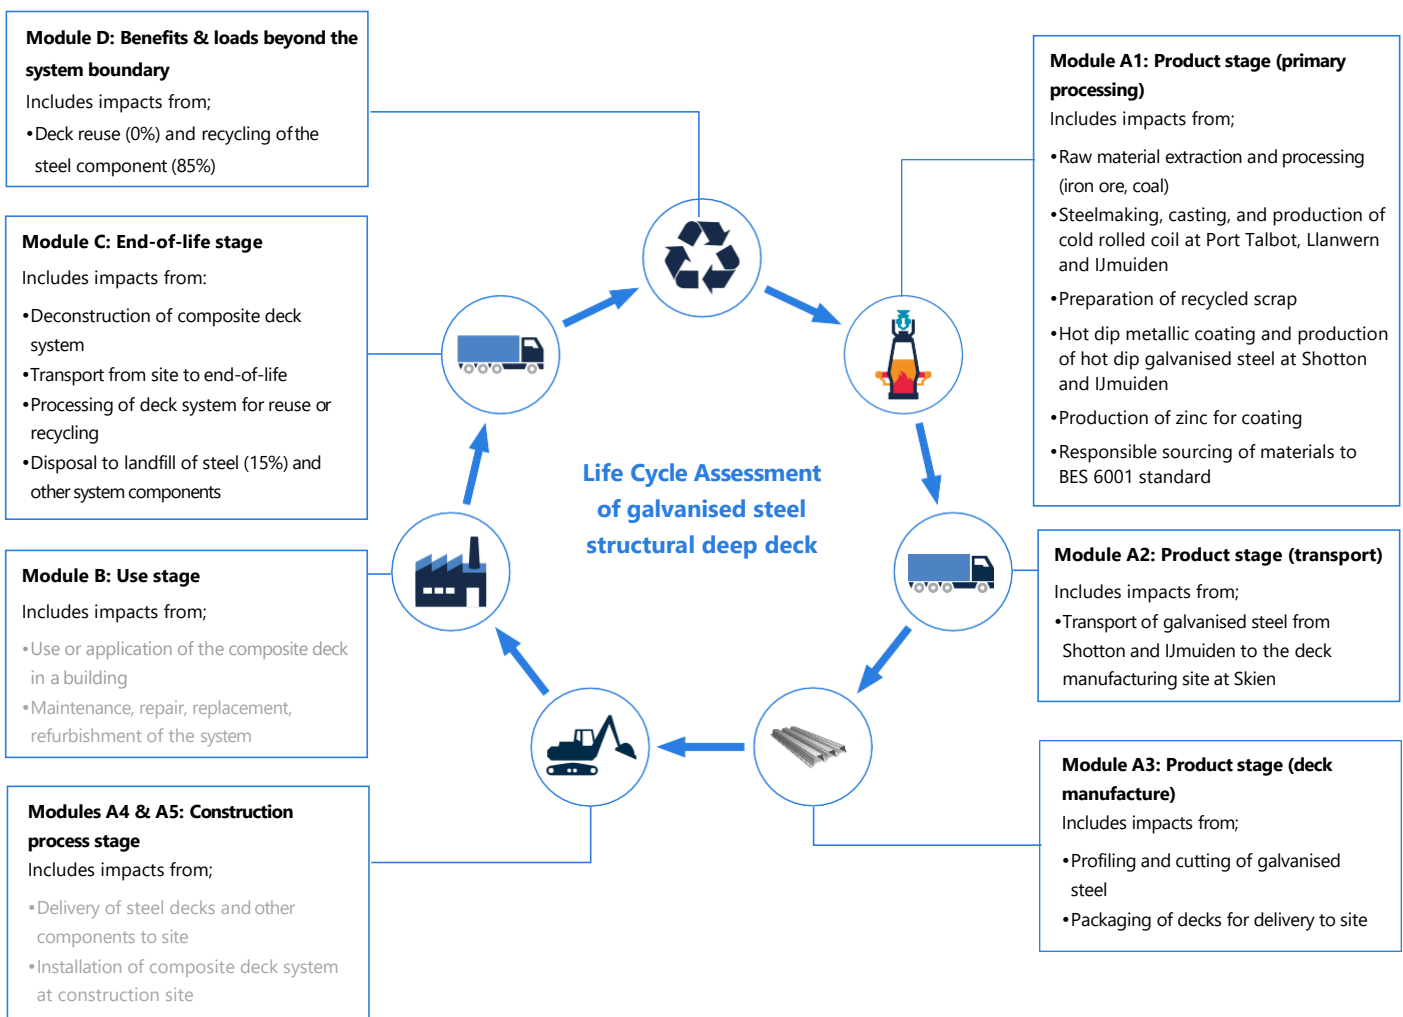 Module D: Benefits & loads beyond the
system boundary
Includes impacts from;
•Deck reuse (0%) and recycling of the
steel component (85%)
Module C: End-of-life stage
Includes impacts from:
•Deconstruction of composite deck
system
•Transport from site to end-of-life
•Processing of deck system for reuse or
recycling
•Disposal to landfill of steel (15%) and
other system components
Module B: Use stage
Includes impacts from;
•Use or application of the composite deck
in a building
•Maintenance, repair, replacement,
refurbishment of the system
Modules A4 & A5: Construction
process stage
Includes impacts from;
•Delivery of steel decks and other
components to site
•Installation of composite deck system
at construction site
Life Cycle Assessment
of galvanised steel
structural deep deck
Module A1: Product stage (primary
processing)
Includes impacts from;
•Raw material extraction and processing
(iron ore, coal)
•Steelmaking, casting, and production of
cold rolled coil at Port Talbot, Llanwern
and IJmuiden
•Preparation of recycled scrap
•Hot dip metallic coating and production
of hot dip galvanised steel at Shotton
and IJmuiden
•Production of zinc for coating
•Responsible sourcing of materials to
BES 6001 standard
Module A2: Product stage (transport)
Includes impacts from;
•Transport of galvanised steel from
Shotton and IJmuiden to the deck
manufacturing site at Skien
Module A3: Product stage (deck
manufacture)
Includes impacts from;
•Profiling and cutting of galvanised
steel
•Packaging of decks for delivery to site